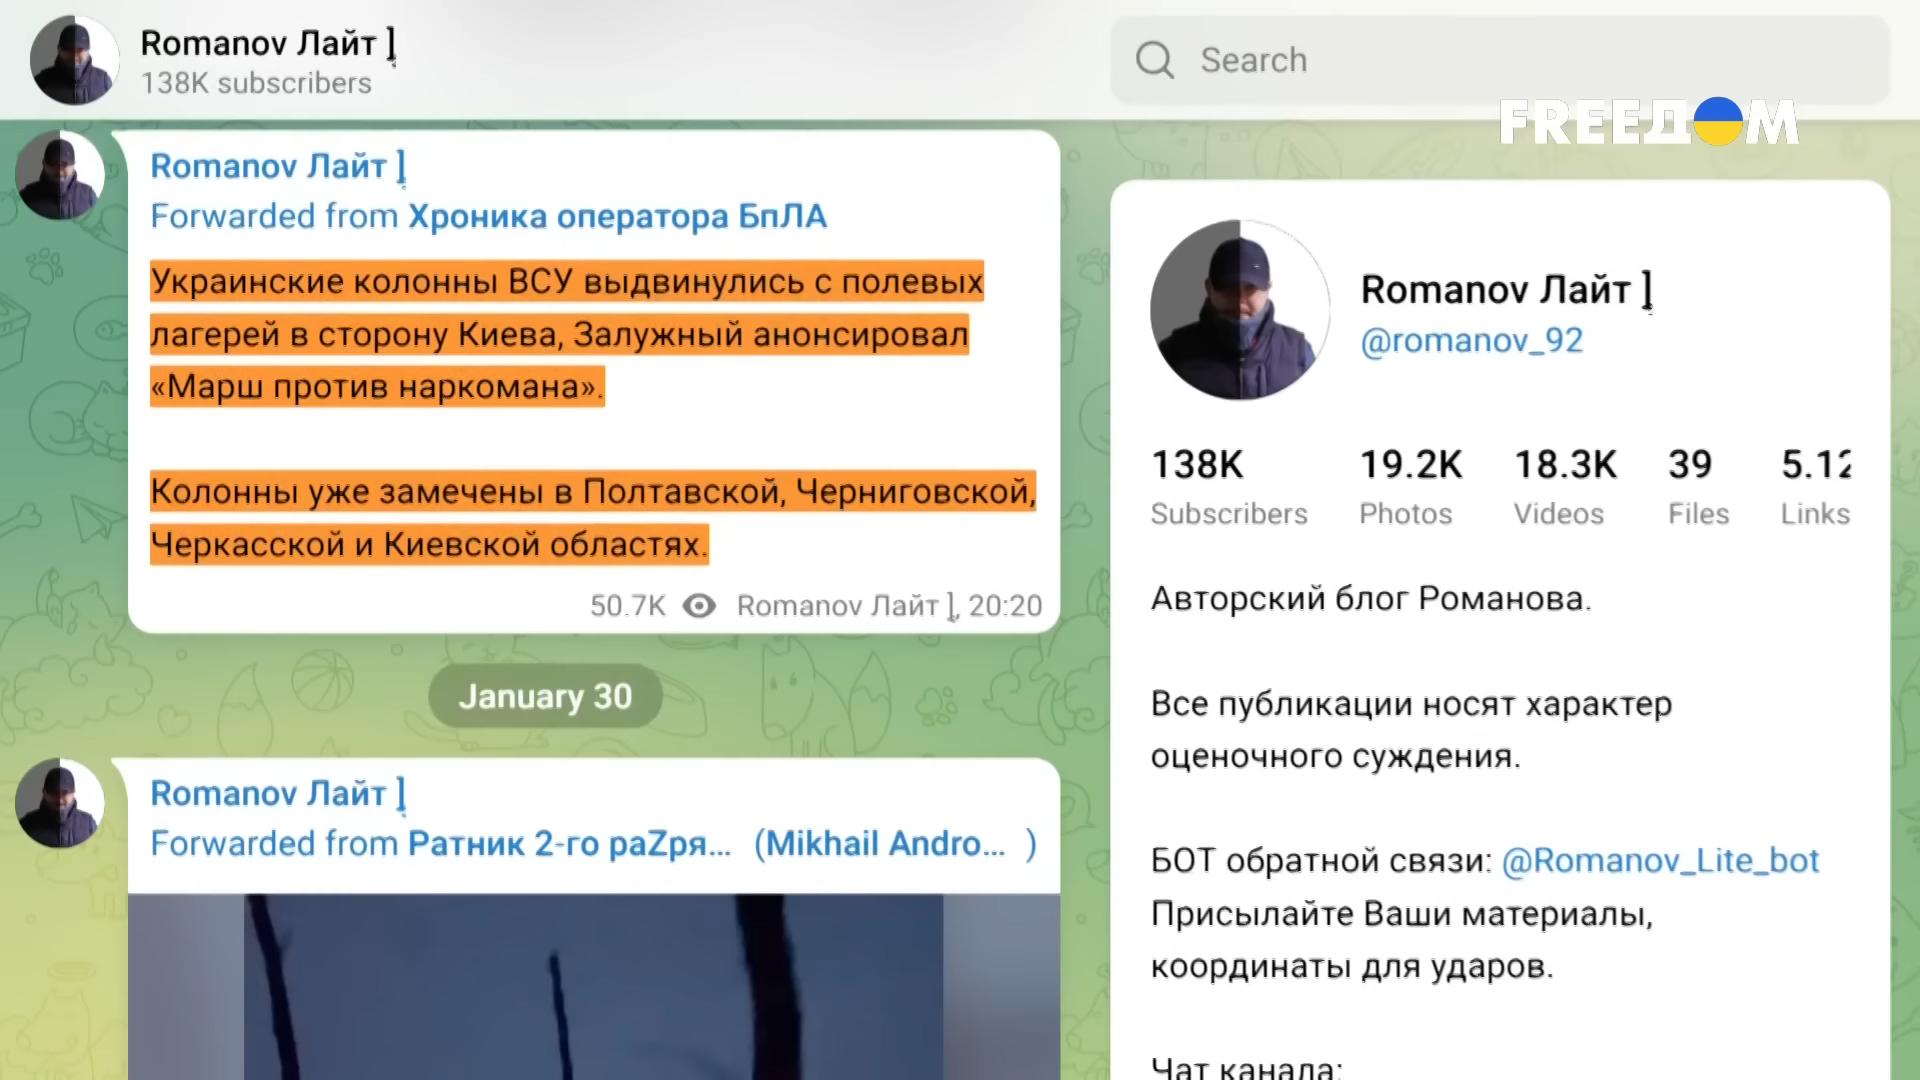 Romanov Лайт
138K subscribers
Search
FREEДOM
Romanov Лайт
Forwarded from Хроника оператора БпЛА
Украинские колонны ВСУ выдвинулись с полевых
лагерей в сторону Киева, Залужный анонсировал
«Марш против наркомана».
Колонны уже замечены в Полтавской, Черниговской,
Черкасской и Киевской областях.
50.7K Romanov Лайт, 20:20
January 30
Romanov Лайт
Forwarded from Ратник 2-го раZря... (Mikhail Andro... )
Romanov Лайт
@romanov_92
138K 19.2K 18.3K 39 5.12
Subscribers Photos Videos Files Links
Авторский блог Романова.
Все публикации носят характер
оценочного суждения.
БОТ обратной связи: @Romanov_Lite_bot
Присылайте Ваши материалы,
координаты для ударов.
Чат канала: